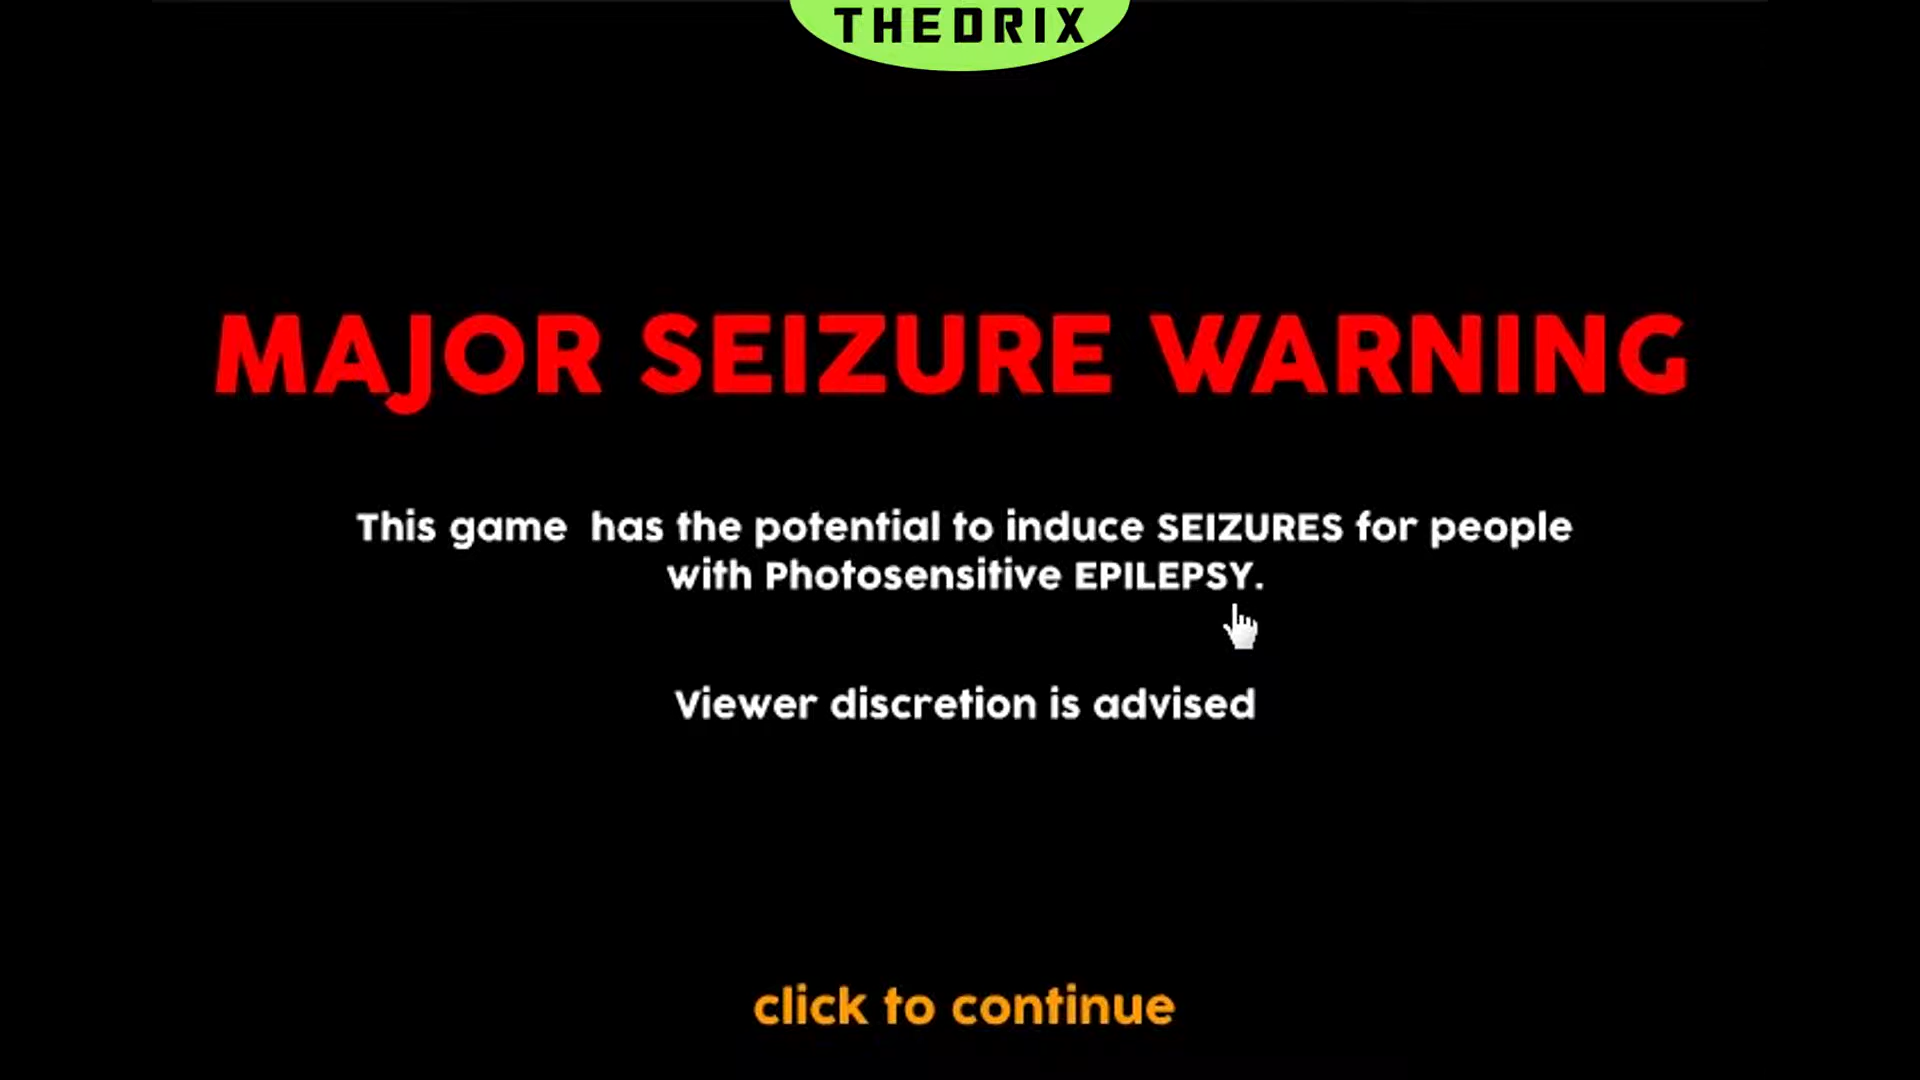 THEDRIX
MAJOR SEIZURE WARNING
This game has the potential to induce SEIZURES for people
with Photosensitive EPILEPSY.
Viewer discretion is advised
click to continue